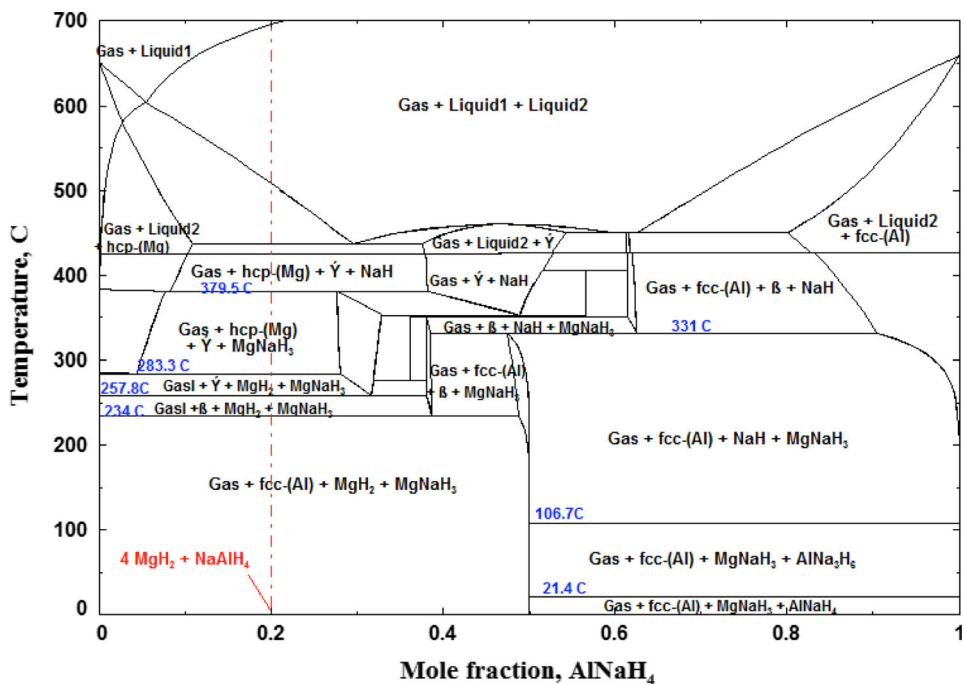 700
600
500
400
300
200
100
0
Temperature, C
Gas + Liquid1
Gas + Liquid1 + Liquid2
Gas + Liquid2
+ hcp-(Mg)
Gas + Liquid2 + Ý
Gas + Liquid2
+ fcc-(Al)
Gas + hcp-(Mg) + Ý + NaH
379.5 C
Gas + Ý + NaH
Gas + fcc-(Al) + ß + NaH
331 C
Gas + hcp-(Mg)
+ Y + MgNaH₃
283.3 C
Gas + ß + NaH + MgNaH₃
Gas + fcc-(Al)
+ ß + MgNaH₃
257.8C
GasI + Ý + MgH₂ + MgNaH₃
234 C
GasI +ß + MgH₂ + MgNaH₃
Gas + fcc-(Al) + NaH + MgNaH₃
Gas + fcc-(Al) + MgH₂ + MgNaH₃
106.7C
4 MgH₂ + NaAlH₄
Gas + fcc-(Al) + MgNaH₃ + AlNa₃H₆
21.4 C
Gas + fcc-(Al) + MgNaH₃ + AlNaH₄
0
0.2
0.4
0.6
0.8
1
Mole fraction, AlNaH₄